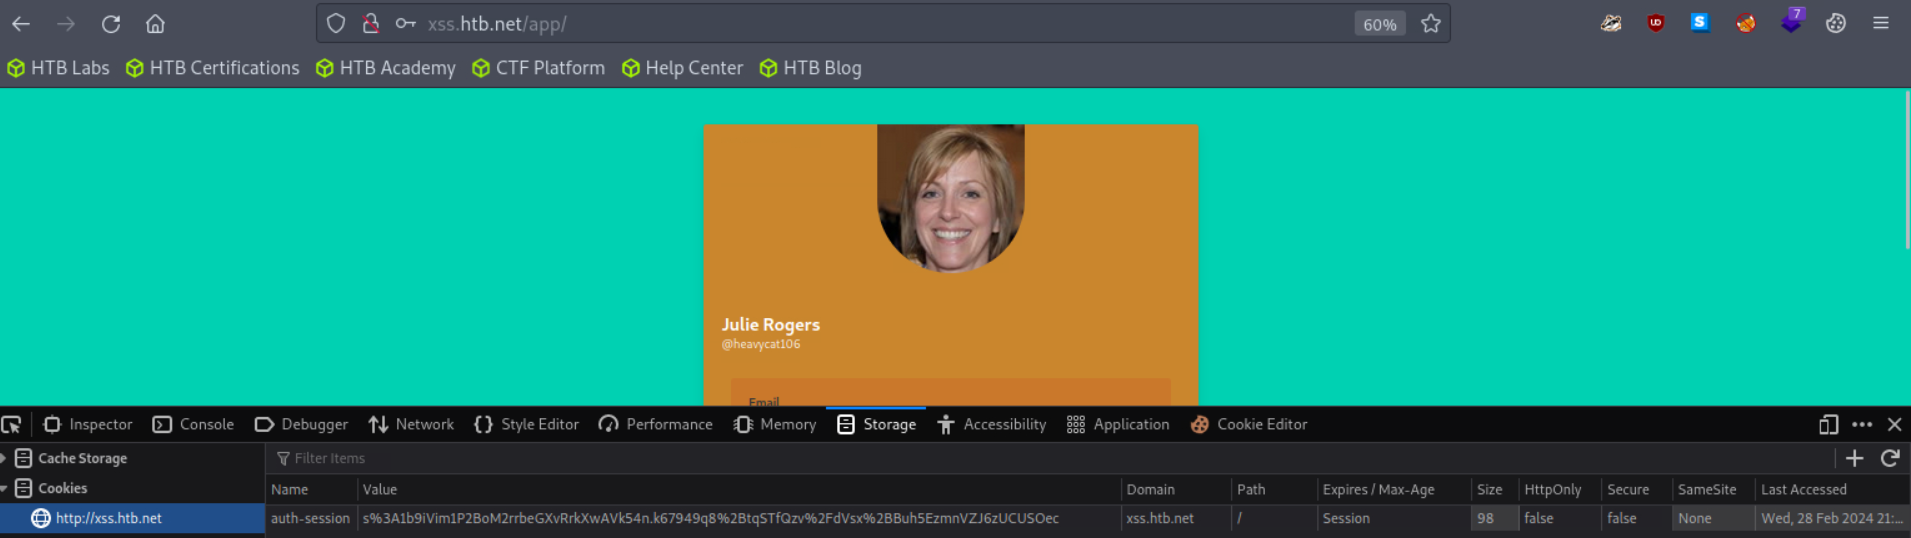 xss.htb.net/app/ 60% 7
HTB Labs HTB Certifications HTB Academy CTF Platform Help Center HTB Blog
Julie Rogers
@heavycat106
Email
Inspector Console Debugger Network Style Editor Performance Memory Storage Accessibility Application Cookie Editor
Cache Storage Filter Items
Cookies Name Value Domain Path Expires / Max-Age Size HttpOnly Secure SameSite Last Accessed
http://xss.htb.net auth-session s%3A1b9iVim1P2BoM2rrbeGXvRrkXwAVk54n.k67949q8%2BtqSTfQzv%2FdVsx%2BBuh5EzmnVZJ6zUCUSOec xss.htb.net / Session 98 false false None Wed, 28 Feb 2024 21:...